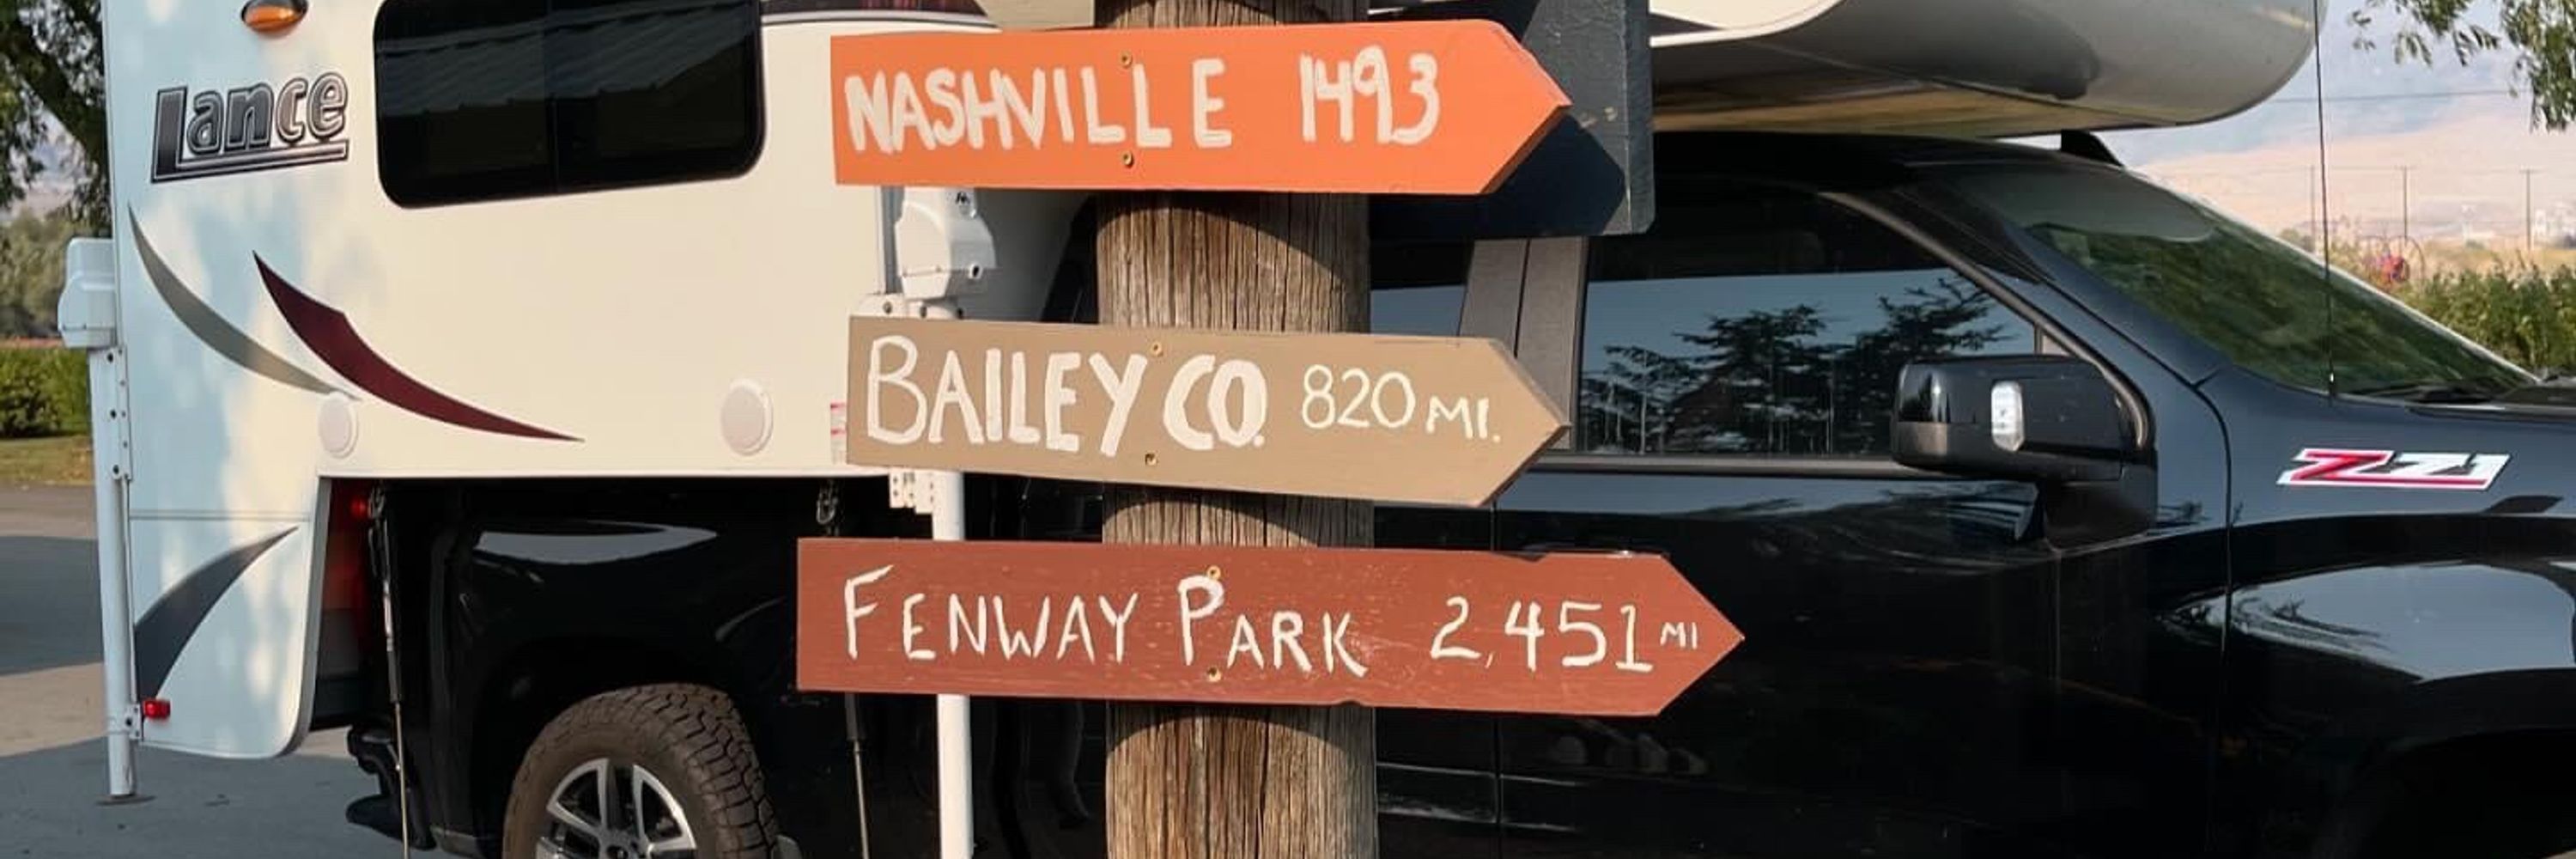 Lance
NASHVILLE 1493
BAILEY CO. 820 MI.
FENWAY PARK 2,451 MI
Z71